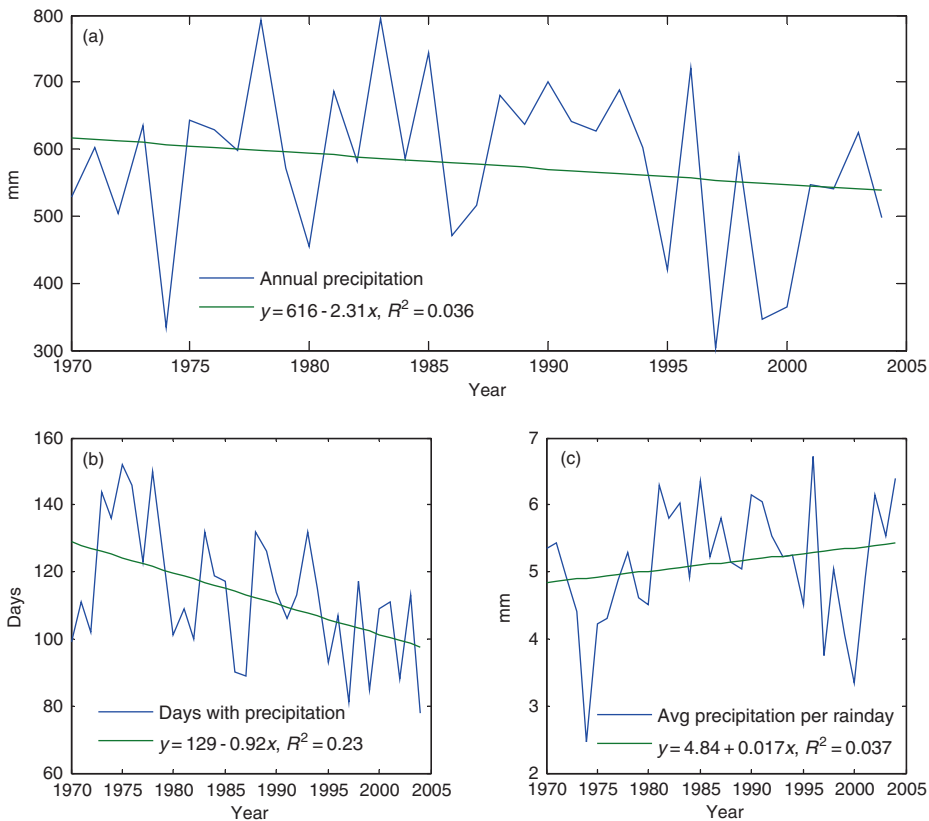 800
(a)
700
600
mm
500
Annual precipitation
400
y = 616 - 2.31x, R² = 0.036
300
1970 1975 1980 1985 1990 1995 2000 2005
Year
160
(b)
140
120
Days
100
80
Days with precipitation
y = 129 - 0.92x, R² = 0.23
60
1970 1975 1980 1985 1990 1995 2000 2005
Year
7
(c)
6
5
mm
4
3
Avg precipitation per rainday
y = 4.84 + 0.017x, R² = 0.037
2
1970 1975 1980 1985 1990 1995 2000 2005
Year